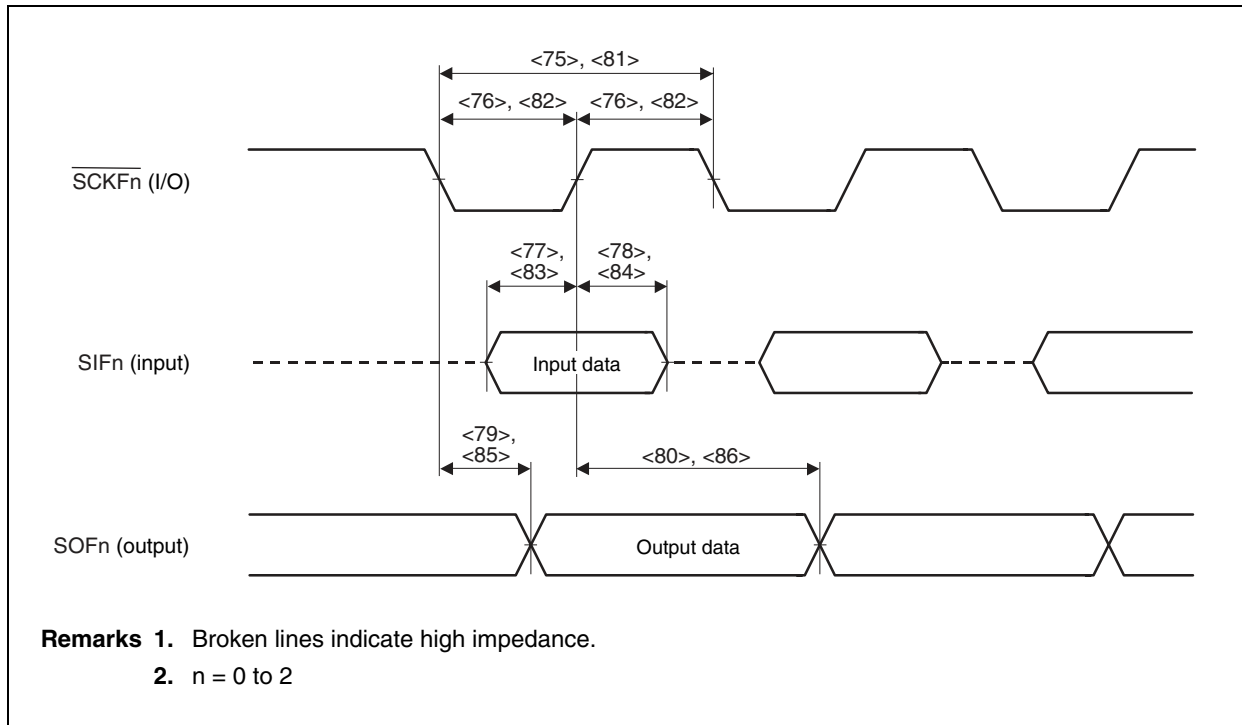 <75>, <81>
<76>, <82> <76>, <82>
SCKFn (I/O)
<77>, <78>,
<83> <84>
SIFn (input)
Input data
<79>,
<85>
<80>, <86>
SOFn (output)
Output data
Remarks 1. Broken lines indicate high impedance.
2. n = 0 to 2